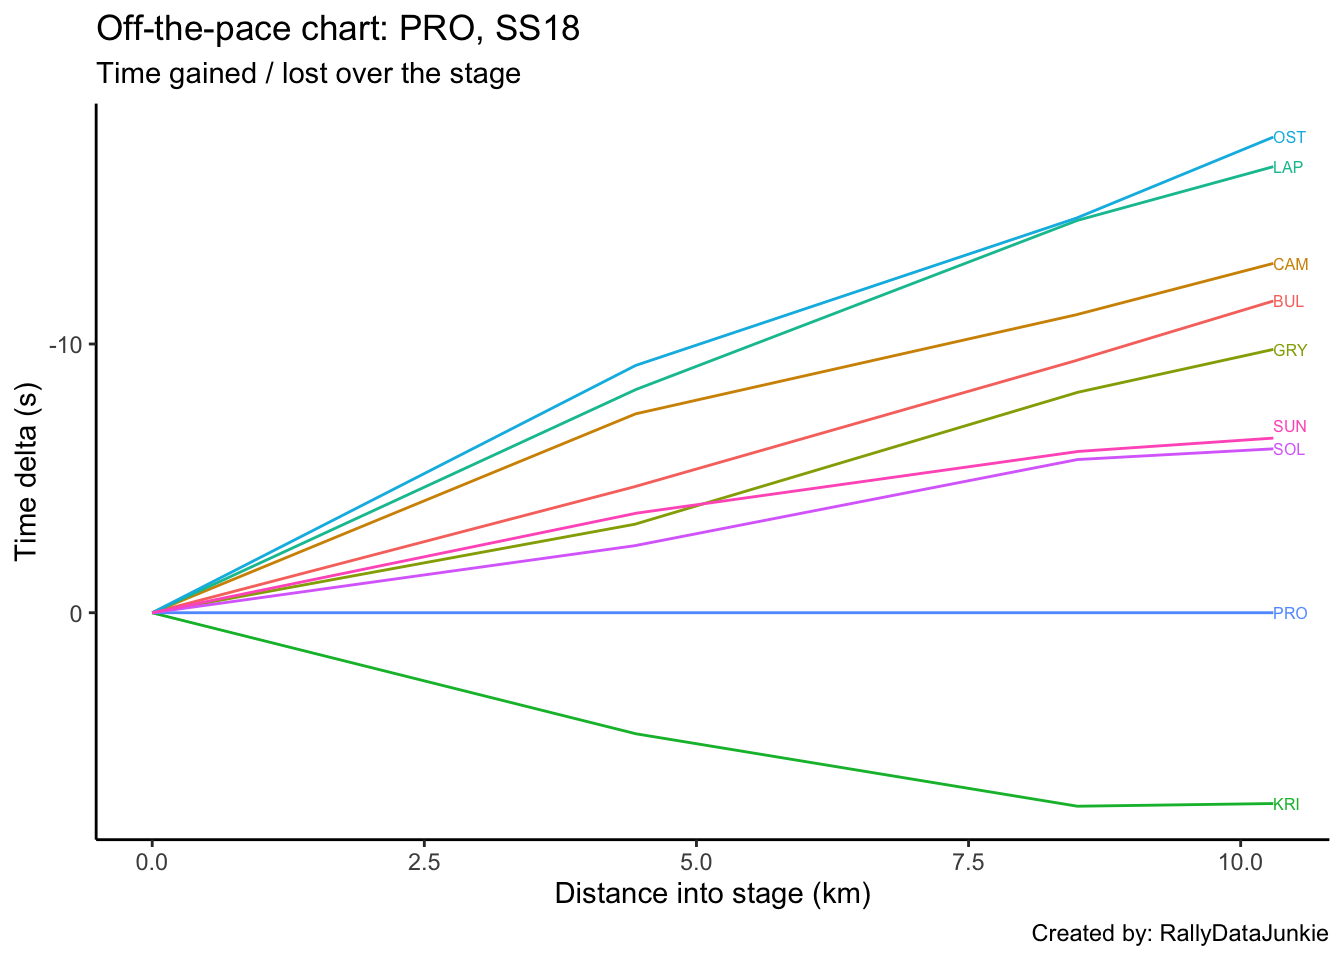 Off-the-pace chart: PRO, SS18
Time gained / lost over the stage
OST
LAP
CAM
BUL
-10
GRY
SUN
SOL
Time delta (s)
0
PRO
KRI
0.0
2.5
5.0
7.5
10.0
Distance into stage (km)
Created by: RallyDataJunkie